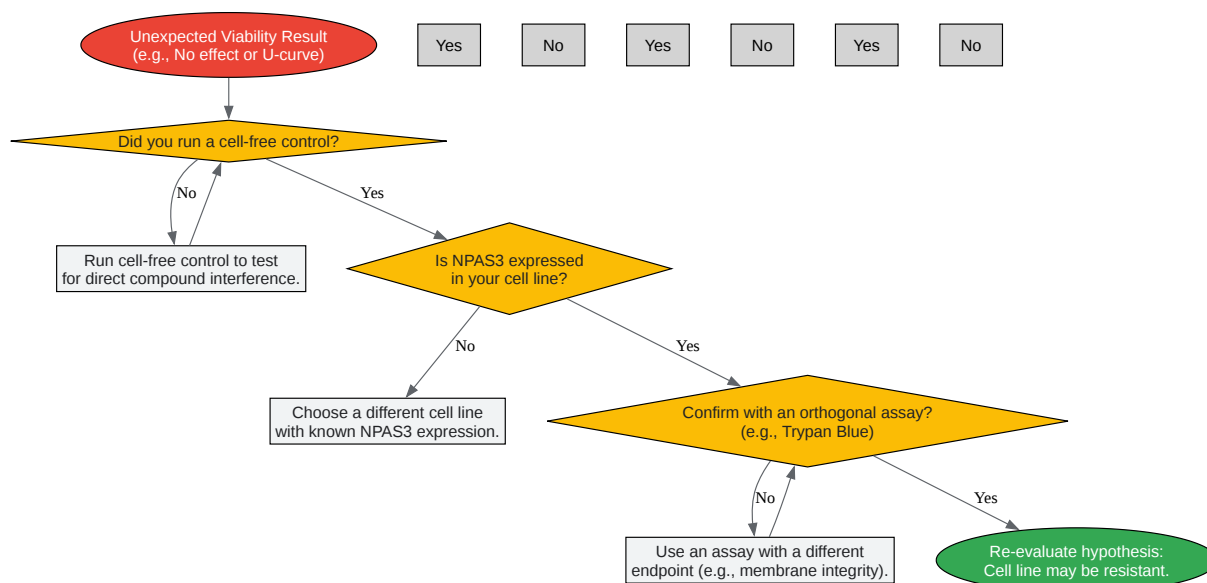 Unexpected Viability Result
(e.g., No effect or U-curve)
Yes
No
Yes
No
Yes
No
Did you run a cell-free control?
No
Yes
Run cell-free control to test
for direct compound interference.
Is NPAS3 expressed
in your cell line?
No
Yes
Choose a different cell line
with known NPAS3 expression.
Confirm with an orthogonal assay?
(e.g., Trypan Blue)
No
Yes
Use an assay with a different
endpoint (e.g., membrane integrity).
Re-evaluate hypothesis:
Cell line may be resistant.